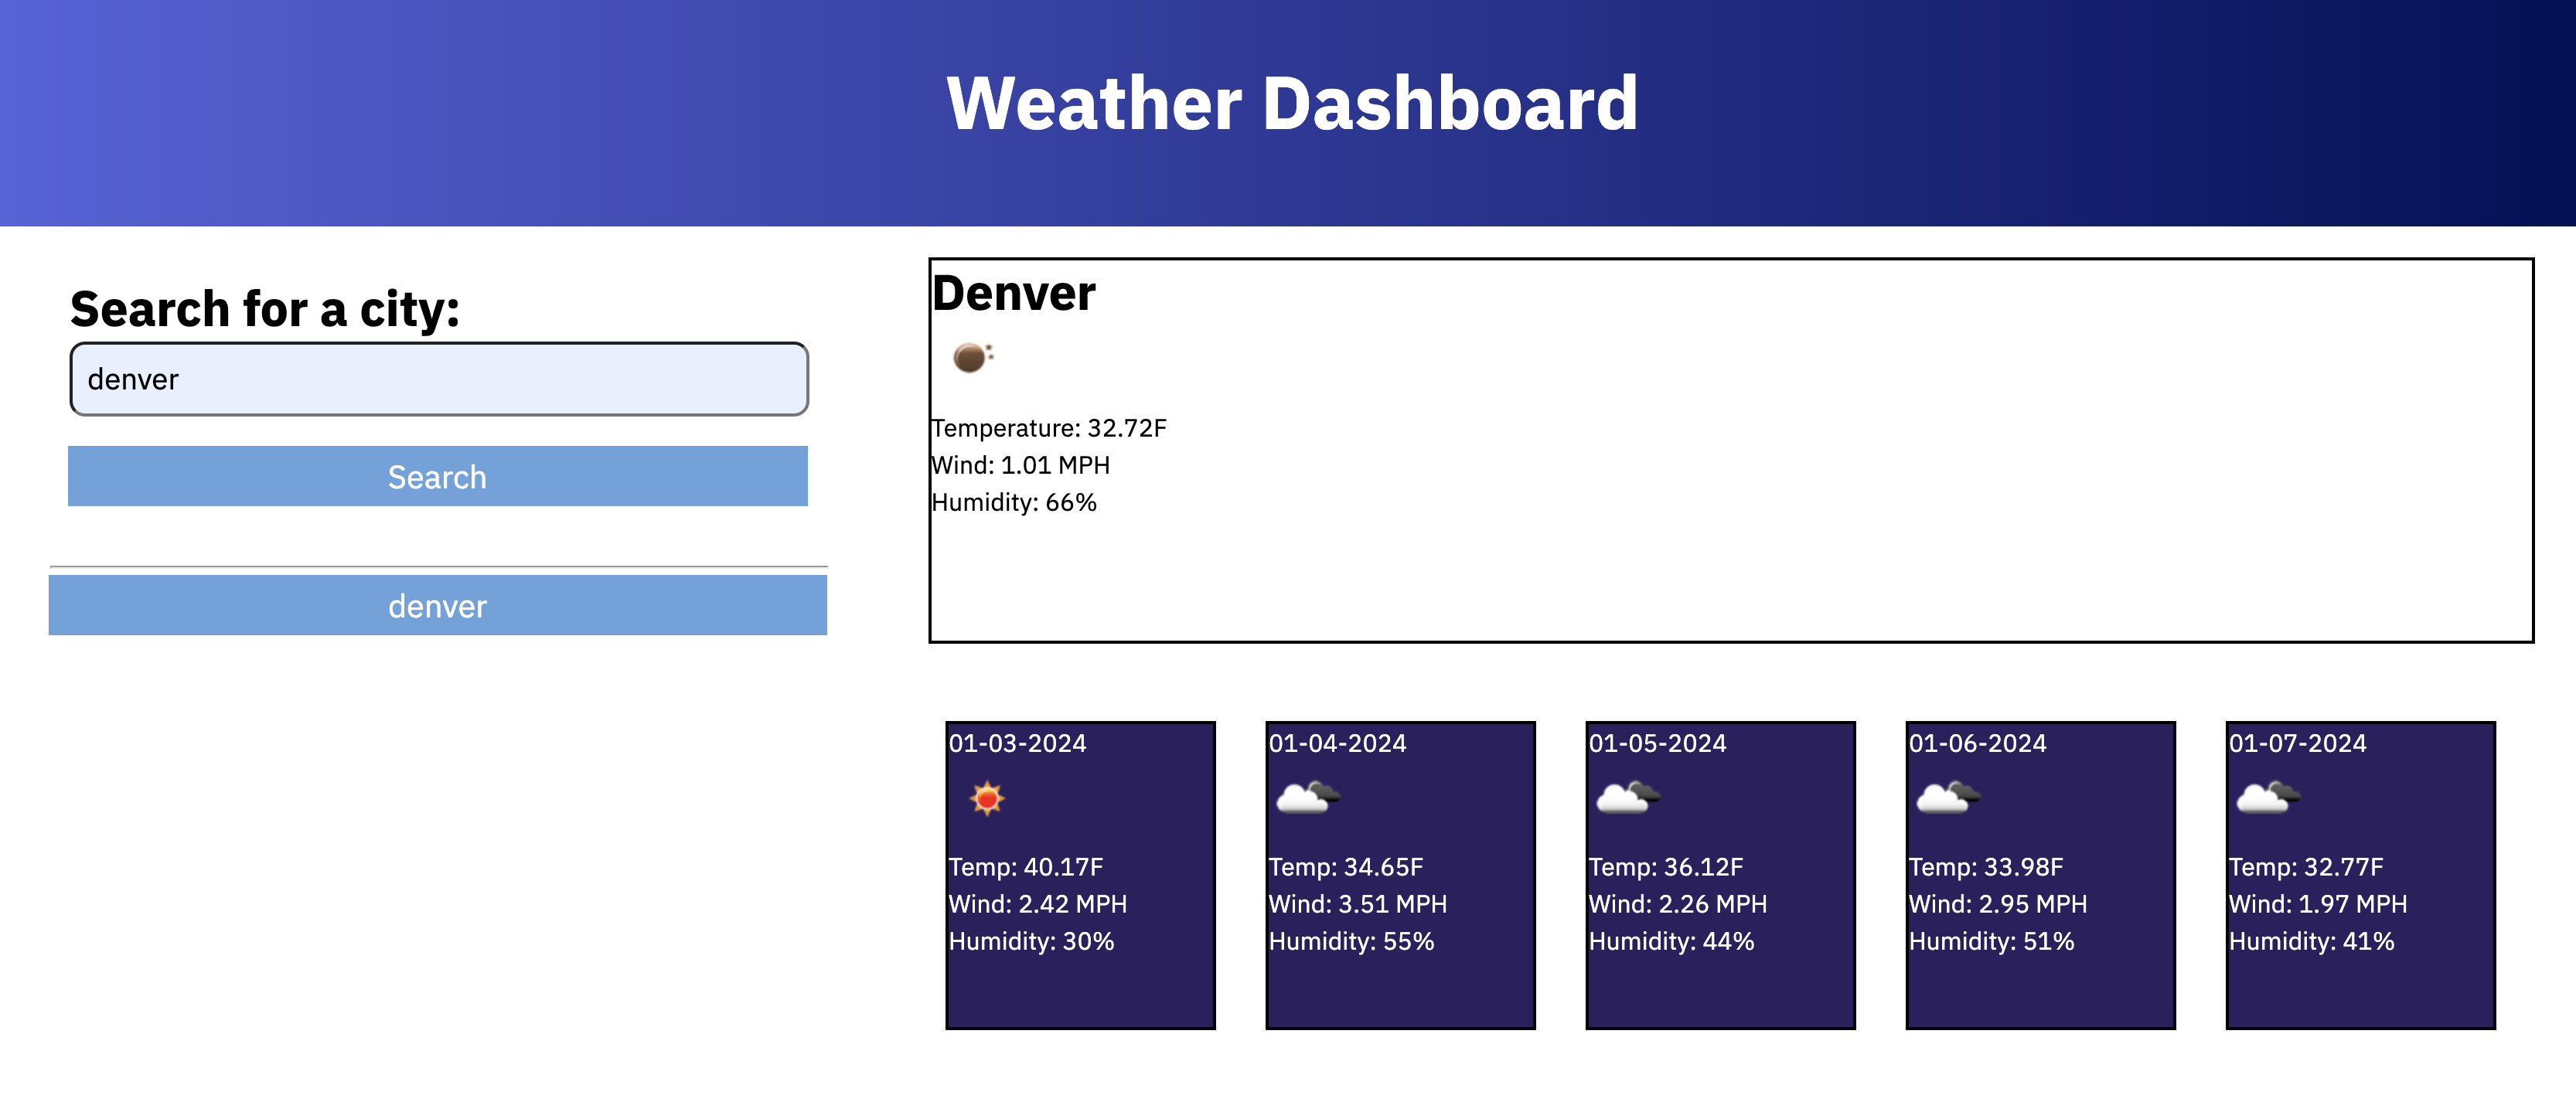 Weather Dashboard
Search for a city:
denver
Search
denver
Denver
Temperature: 32.72F
Wind: 1.01 MPH
Humidity: 66%
01-03-2024
Temp: 40.17F
Wind: 2.42 MPH
Humidity: 30%
01-04-2024
Temp: 34.65F
Wind: 3.51 MPH
Humidity: 55%
01-05-2024
Temp: 36.12F
Wind: 2.26 MPH
Humidity: 44%
01-06-2024
Temp: 33.98F
Wind: 2.95 MPH
Humidity: 51%
01-07-2024
Temp: 32.77F
Wind: 1.97 MPH
Humidity: 41%